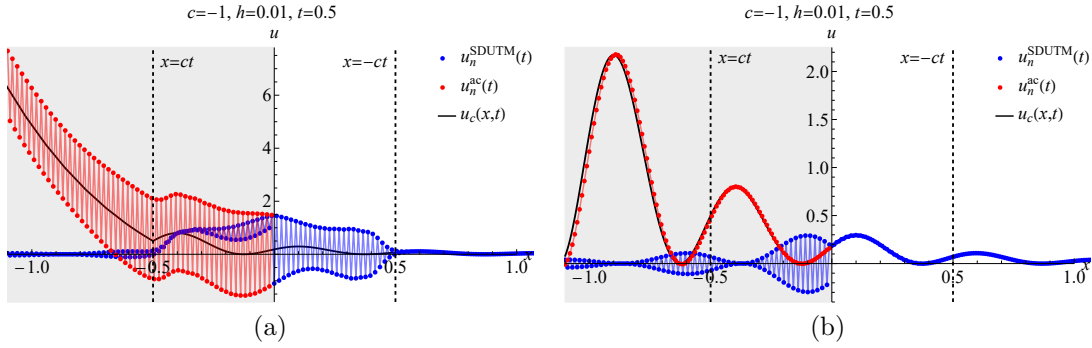 c=−1, h=0.01, t=0.5
u
x=ct
x=−ct
u_n^SDUTM(t)
u_n^ac(t)
u_c(x,t)
6
4
2
−1.0
−0.5
0.5
1.0
x
(a)
c=−1, h=0.01, t=0.5
u
x=ct
x=−ct
u_n^SDUTM(t)
u_n^ac(t)
u_c(x,t)
2.0
1.5
1.0
0.5
−1.0
−0.5
0.5
1.0
(b)